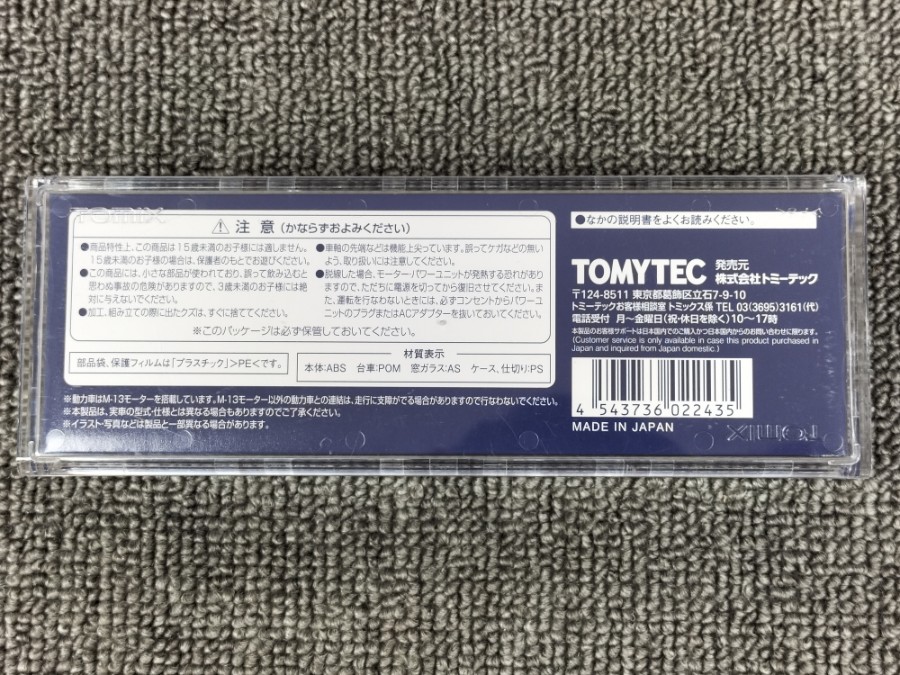 TOMIX
⚠ 注意 (かならずおよみください)
●商品特性上、この商品は15歳未満のお子様には適しません。
15歳未満のお子様の場合は、保護者のもとでお遊びください。
●この商品には、小さな部品が使われており、誤って飲み込むと
思わぬ事故の危険がありますので、3歳未満のお子様には絶
対に与えないでください。
●加工、組み立ての際に出たクズは、すぐに捨ててください。
●車軸の先端などは機能上尖っています。誤ってケガなどの無い
よう、取り扱いには注意してください。
●脱線した場合、モーター・パワーユニットが発熱する恐れがあり
ますので、ただちに電源を切ってから復旧させてください。ま
た、運転を行なわないときには、必ずコンセントからパワーユ
ニットのプラグまたはACアダプターを抜いておいてください。
※このパッケージは必ず保管しておいてください。
部品袋、保護フィルムは「プラスチック」>PE<です。
材質表示
本体:ABS 台車:POM 窓ガラス:AS ケース、仕切り:PS
※動力車はM-13モーターを搭載しています。M-13モーター以外の動力車との連結は、走行に支障がでる場合がありますので行なわないでください。
※本製品は、実車の型式・仕様とは異なる場合もありますのでご了承ください。
※イラスト・写真などは製品と一部異なる場合があります。
●なかの説明書をよくお読みください。
TOMYTEC 発売元
株式会社トミーテック
〒124-8511 東京都葛飾区立石7-9-10
トミーテックお客様相談室 トミックス係 TEL 03(3695)3161(代)
電話受付 月〜金曜日(祝・休日を除く)10〜17時
本製品のお客様サポートは日本国内でのご購入かつ日本国内からのお問い合わせに限ります。
(Customer service is only available in case this product purchased in
Japan and inquired from Japan domestic.)
4 543736 022435
MADE IN JAPAN
TOMIX